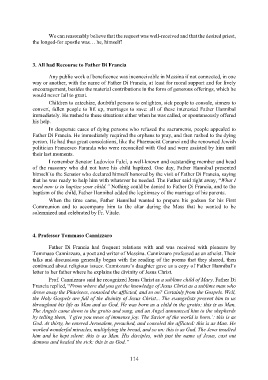 We can reasonably believe that the request was well-received and that the desired priest,
the longed-for apostle was… he, himself!
3. All had Recourse to Father Di Francia
Any public work of beneficence was inconceivable in Messina if not connected, in one
way or another, with the name of Father Di Francia, at least for moral support and for lively
encouragement, besides the material contributions in the form of generous offerings, which he
would never fail to grant.
Children to catechize, doubtful persons to enlighten, sick people to console, sinners to
convert, fallen people to lift up, marriages to save: all of these interested Father Hannibal
immediately. He rushed to these situations either when he was called, or spontaneously offered
his help.
In desperate cases of dying persons who refused the sacraments, people appealed to
Father Di Francia. He immediately required the orphans to pray, and then rushed to the dying
person. He had thus great consolations, like the Piermonte Caruso and the renowned Jewish
politician Francesco Faranda who were reconciled with God and were assisted by him until
their last moments.
I remember Senator Ludovico Fulci, a well-known and outstanding member and head
of the masonry who did not have his child baptized. One day, Father Hannibal presented
himself to the Senator who declared himself honored by the visit of Father Di Francia, saying
that he was ready to help him with whatever he needed. The Father said right away, "What I
need now is to baptize your child." Nothing could be denied to Father Di Francia, and to the
baptism of the child, Father Hannibal added the legitimacy of the marriage of his parents.
When the time came, Father Hannibal wanted to prepare his godson for his First
Communion and to accompany him to the altar during the Mass that he wanted to be
solemnized and celebrated by Fr. Vitale.
4. Professor Tommaso Cannizzaro
Father Di Francia had frequent relations with and was received with pleasure by
Tommaso Cannizzaro, a poet and writer of Messina. Cannizzaro professed as an atheist. Their
talks and discussions generally began with the reading of the poems that they shared, then
continued about religious issues. Cannizzaro's daughter gave us a copy of Father Hannibal's
letter to her father where he explains the divinity of Jesus Christ.
Prof. Cannizzaro said he recognized Jesus Christ as a sublime child of Mary. Father Di
Francia replied, "From where did you get the knowledge of Jesus Christ as a sublime man who
drove away the Pharisees, consoled the afflicted, and so on? Certainly from the Gospels. Well,
the Holy Gospels are full of the divinity of Jesus Christ… The evangelists present him to us
throughout his life as Man and as God. He was born in a child in the grotto: this is as Man.
The Angels came down to the grotto and sang, and an Angel announced him to the shepherds
by telling them, 'I give you news of immense joy: The Savior of the world is born,' this is as
God. At thirty, he entered Jerusalem, preached, and consoled the afflicted: this is as Man; He
worked wonderful miracles, multiplying the bread, and so on: this is as God. The Jews insulted
him and he kept silent: this is as Man. His disciples, with just the name of Jesus, cast out
demons and healed the sick: this is as God."
114